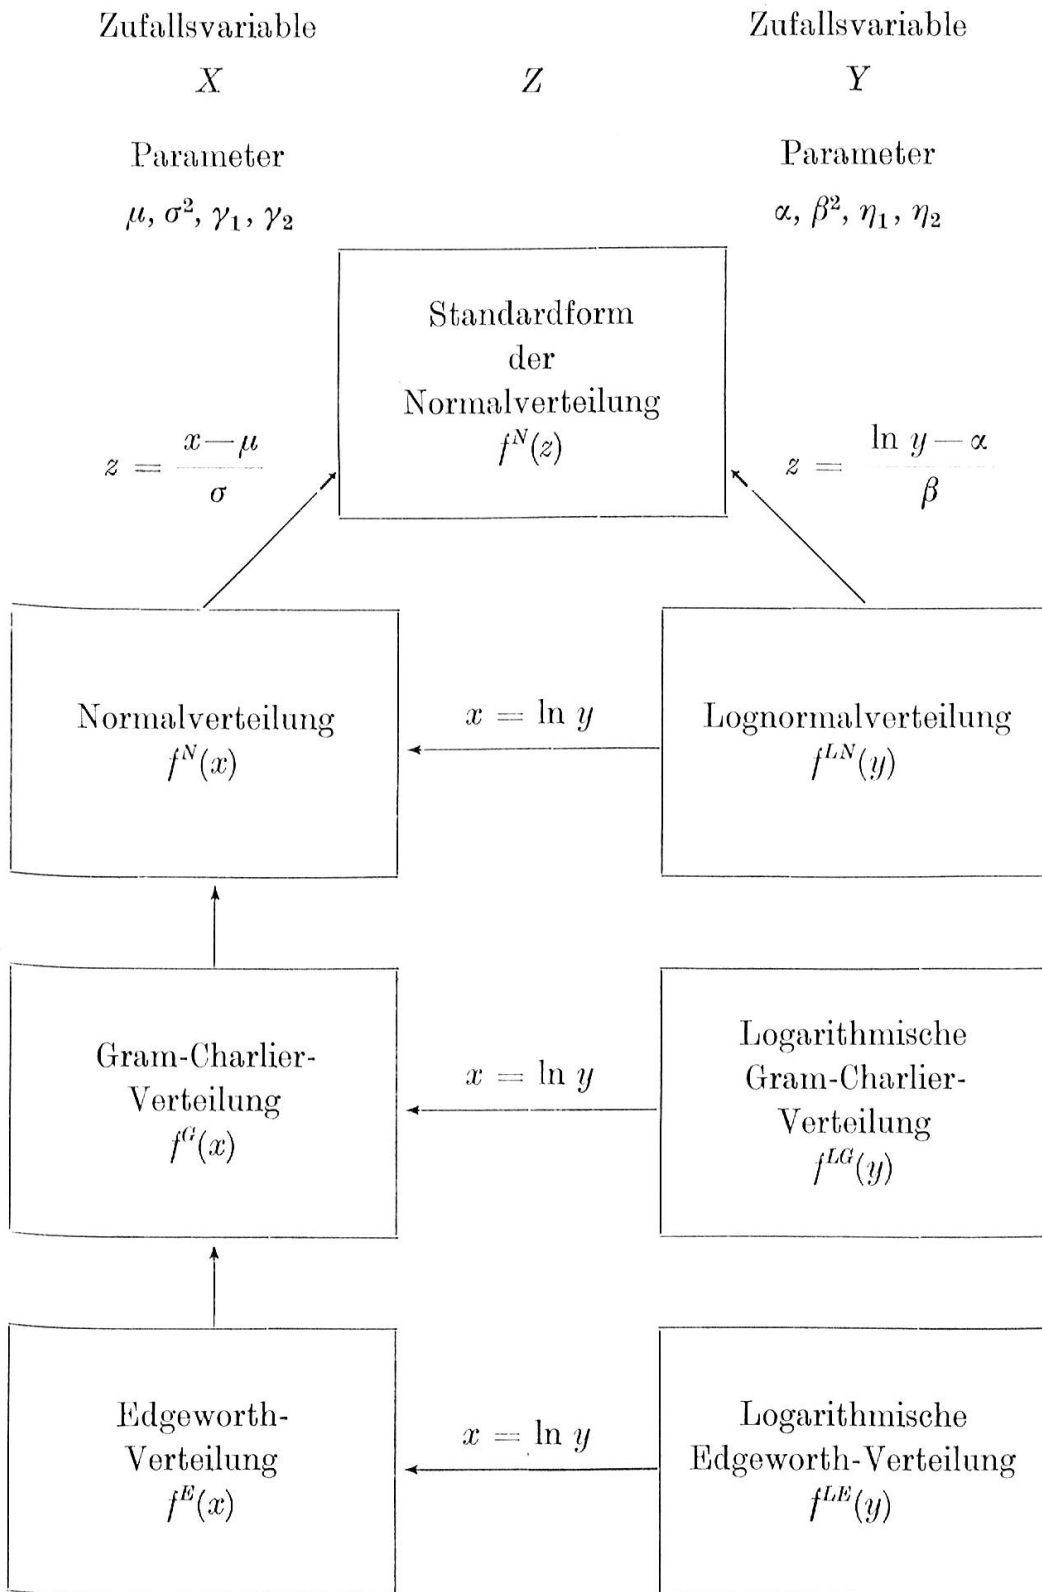 Zufallsvariable
X
Parameter
μ, σ², γ₁, γ₂
Z
Zufallsvariable
Y
Parameter
α, β², η₁, η₂
Standardform
der
Normalverteilung
f^N(z)
z = (x—μ)/σ
z = (ln y — α)/β
Normalverteilung
f^N(x)
x = ln y
Lognormalverteilung
f^{LN}(y)
Gram-Charlier-
Verteilung
f^G(x)
x = ln y
Logarithmische
Gram-Charlier-
Verteilung
f^{LG}(y)
Edgeworth-
Verteilung
f^E(x)
x = ln y
Logarithmische
Edgeworth-Verteilung
f^{LE}(y)